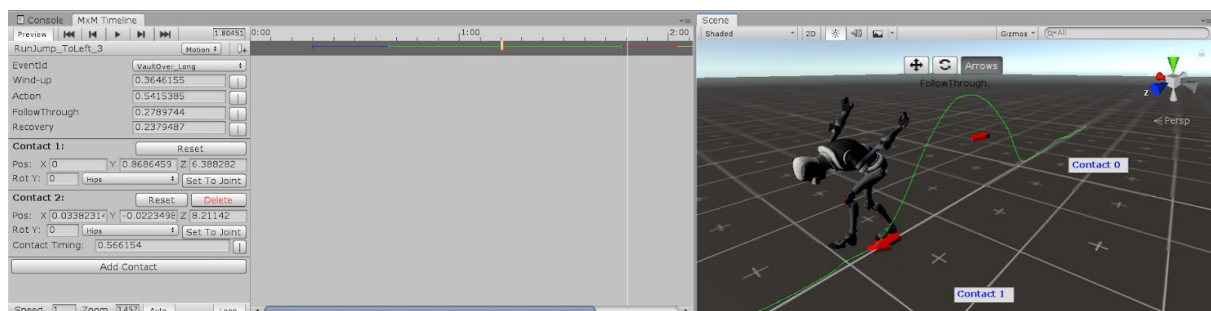 Console MxM Timeline
Preview 1.80451 0:00 1:00 2:00
RunJump_ToLeft_3 Motion
EventId VaultOver_Long
Wind-up 0.3646155
Action 0.5415385
FollowThrough 0.2789744
Recovery 0.2379487
Contact 1: Reset
Pos: X 0 Y 0.8686459 Z 6.388282
Rot Y: 0 Hips Set To Joint
Contact 2: Reset Delete
Pos: X 0.0338231 Y -0.0223498 Z 8.21142
Rot Y: 0 Hips Set To Joint
Contact Timing: 0.566154
Add Contact
Speed 1 Zoom Auto Loop
Scene
Shaded 2D Gizmos All
Arrows
FollowThrough
z
Persp
Contact 0
Contact 1